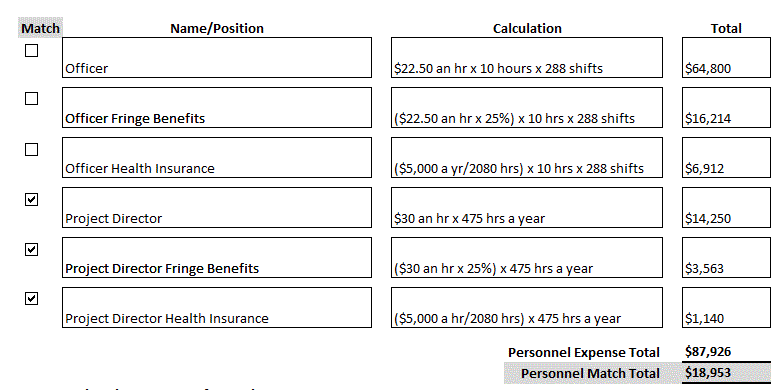 Match Name/Position Calculation Total
Officer $22.50 an hr x 10 hours x 288 shifts $64,800
Officer Fringe Benefits ($22.50 an hr x 25%) x 10 hrs x 288 shifts $16,214
Officer Health Insurance ($5,000 a yr/2080 hrs) x 10 hrs x 288 shifts $6,912
Project Director $30 an hr x 475 hrs a year $14,250
Project Director Fringe Benefits ($30 an hr x 25%) x 475 hrs a year $3,563
Project Director Health Insurance ($5,000 a hr/2080 hrs) x 475 hrs a year $1,140
Personnel Expense Total $87,926
Personnel Match Total $18,953